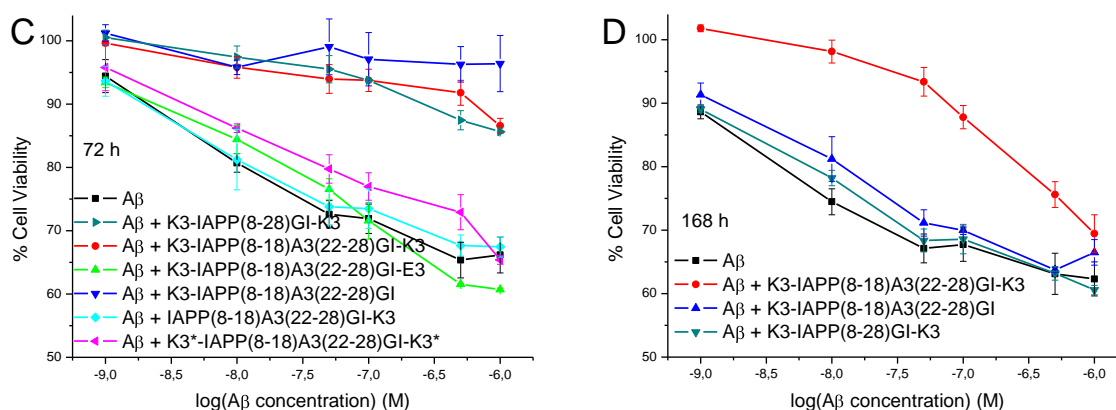 C
100
90
80
70
60
50
% Cell Viability
72 h
Aβ
Aβ + K3-IAPP(8-28)GI-K3
Aβ + K3-IAPP(8-18)A3(22-28)GI-K3
Aβ + K3-IAPP(8-18)A3(22-28)GI-E3
Aβ + K3-IAPP(8-18)A3(22-28)GI
Aβ + IAPP(8-18)A3(22-28)GI-K3
Aβ + K3*-IAPP(8-18)A3(22-28)GI-K3*
-9,0 -8,5 -8,0 -7,5 -7,0 -6,5 -6,0
log(Aβ concentration) (M)
D
100
90
80
70
60
50
% Cell Viability
168 h
Aβ
Aβ + K3-IAPP(8-18)A3(22-28)GI-K3
Aβ + K3-IAPP(8-18)A3(22-28)GI
Aβ + K3-IAPP(8-28)GI-K3
-9,0 -8,5 -8,0 -7,5 -7,0 -6,5 -6,0
log(Aβ concentration) (M)